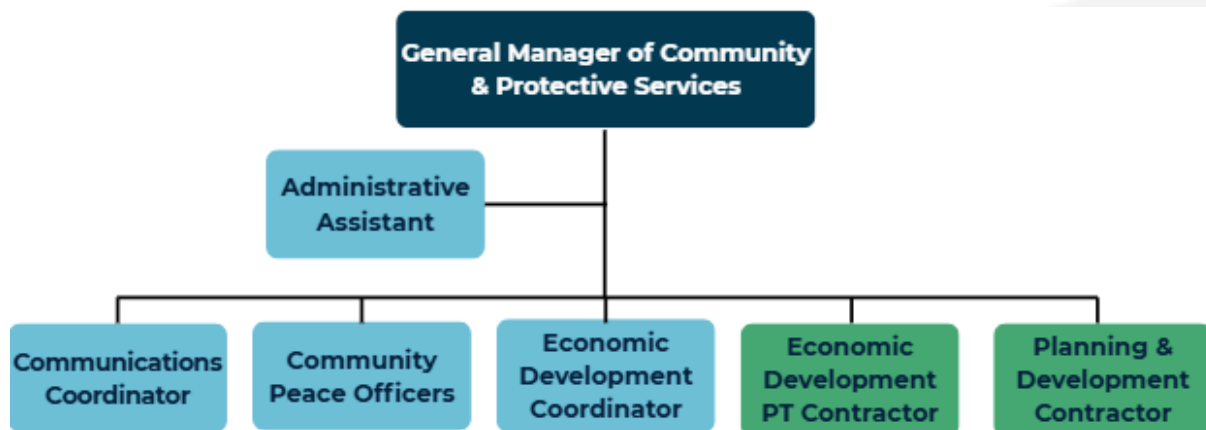 General Manager of Community
& Protective Services
Administrative
Assistant
Communications
Coordinator
Community
Peace Officers
Economic
Development
Coordinator
Economic
Development
PT Contractor
Planning &
Development
Contractor